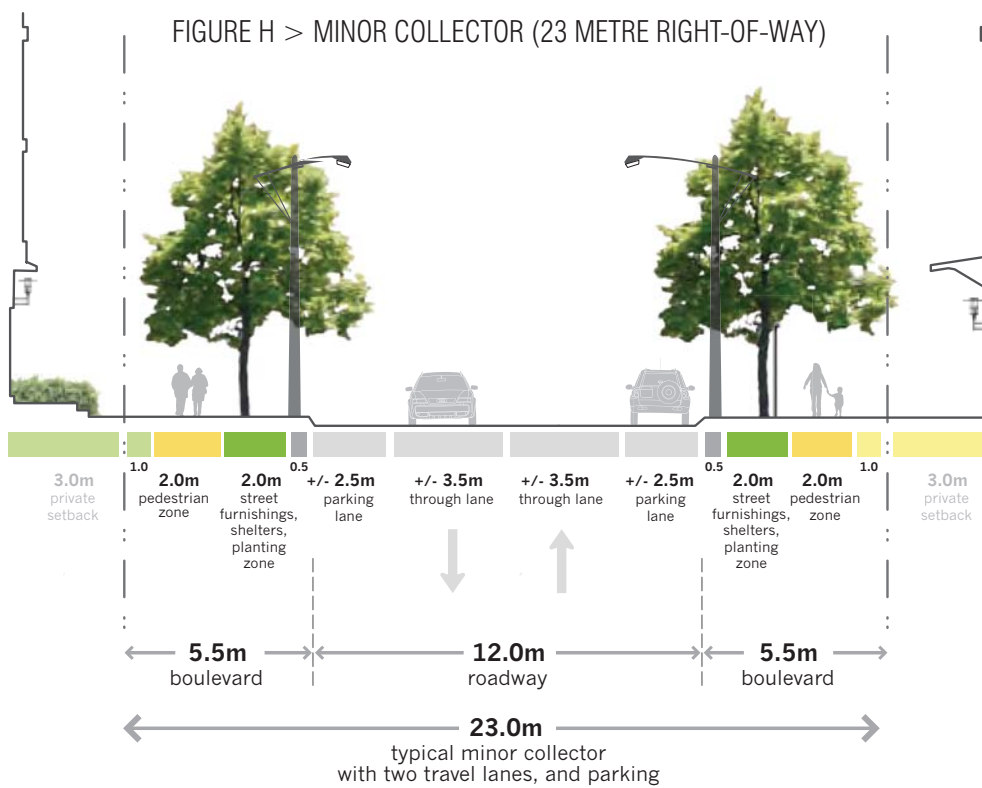 FIGURE H > MINOR COLLECTOR (23 METRE RIGHT-OF-WAY)
3.0m
private
setback
1.0
2.0m
pedestrian
zone
2.0m
street
furnishings,
shelters,
planting
zone
0.5
+/- 2.5m
parking
lane
+/- 3.5m
through lane
+/- 3.5m
through lane
+/- 2.5m
parking
lane
0.5
2.0m
street
furnishings,
shelters,
planting
zone
2.0m
pedestrian
zone
1.0
3.0m
private
setback
5.5m
boulevard
12.0m
roadway
5.5m
boulevard
23.0m
typical minor collector
with two travel lanes, and parking